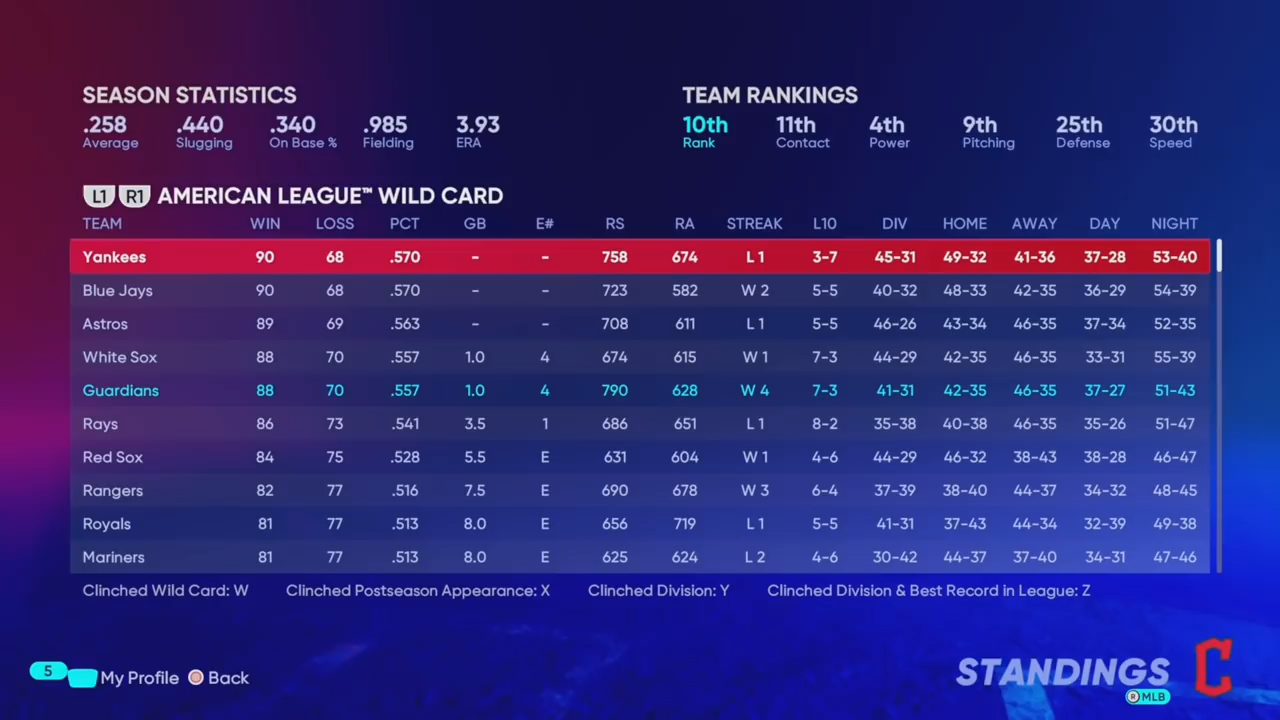 SEASON STATISTICS TEAM RANKINGS
.258 .440 .340 .985 3.93 10th 11th 4th 9th 25th 30th
Average Slugging On Base % Fielding ERA Rank Contact Power Pitching Defense Speed
L1 R1 AMERICAN LEAGUE™ WILD CARD
TEAM WIN LOSS PCT GB E# RS RA STREAK L10 DIV HOME AWAY DAY NIGHT
Yankees 90 68 .570 - - 758 674 L 1 3-7 45-31 49-32 41-36 37-28 53-40
Blue Jays 90 68 .570 - - 723 582 W 2 5-5 40-32 48-33 42-35 36-29 54-39
Astros 89 69 .563 - - 708 611 L 1 5-5 46-26 43-34 46-35 37-34 52-35
White Sox 88 70 .557 1.0 4 674 615 W 1 7-3 44-29 42-35 46-35 33-31 55-39
Guardians 88 70 .557 1.0 4 790 628 W 4 7-3 41-31 42-35 46-35 37-27 51-43
Rays 86 73 .541 3.5 1 686 651 L 1 8-2 35-38 40-38 46-35 35-26 51-47
Red Sox 84 75 .528 5.5 E 631 604 W 1 4-6 44-29 46-32 38-43 38-28 46-47
Rangers 82 77 .516 7.5 E 690 678 W 3 6-4 37-39 38-40 44-37 34-32 48-45
Royals 81 77 .513 8.0 E 656 719 L 1 5-5 41-31 37-43 44-34 32-39 49-38
Mariners 81 77 .513 8.0 E 625 624 L 2 4-6 30-42 44-37 37-40 34-31 47-46
Clinched Wild Card: W Clinched Postseason Appearance: X Clinched Division: Y Clinched Division & Best Record in League: Z
5 My Profile Back STANDINGS C
R MLB